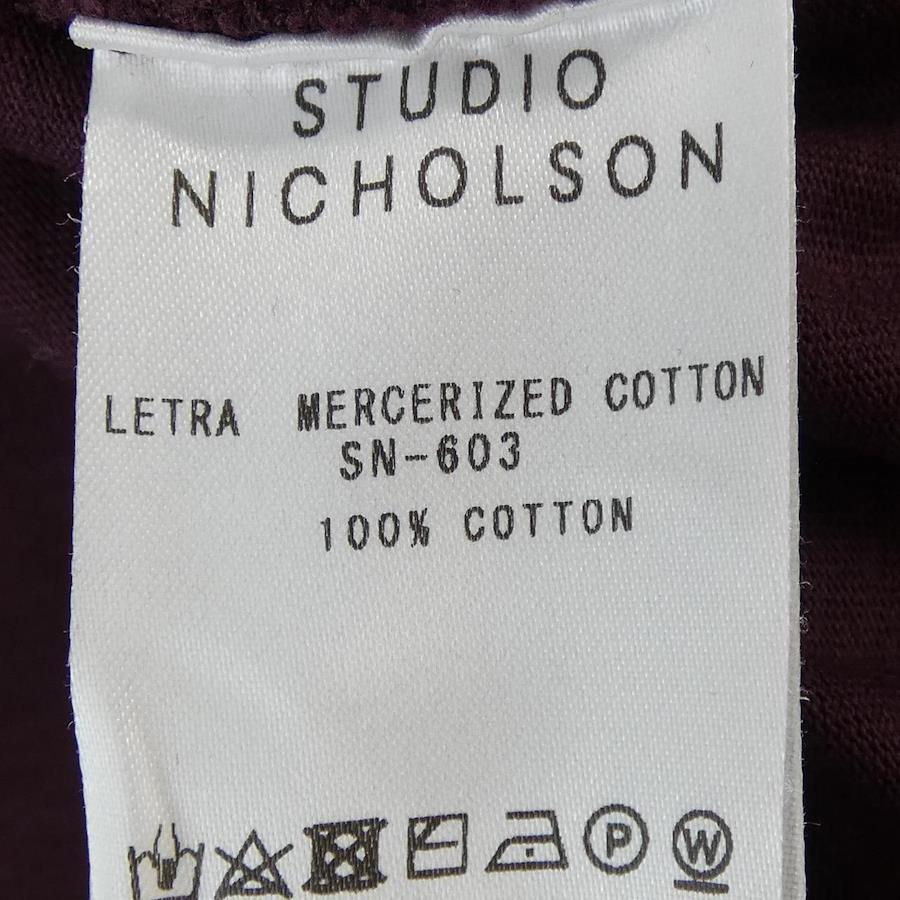 STUDIO
NICHOLSON
LETRA MERCERIZED COTTON
SN-603
100% COTTON
P W